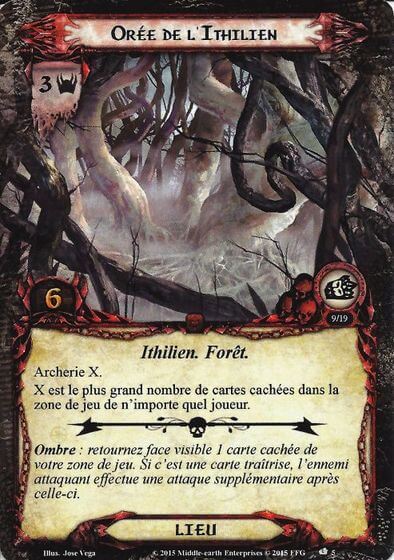 Orée de l'Ithilien
3
6
9/19
Ithilien. Forêt.
Archerie X.
X est le plus grand nombre de cartes cachées dans la
zone de jeu de n'importe quel joueur.
Ombre : retournez face visible 1 carte cachée de
votre zone de jeu. Si c'est une carte traîtrise, l'ennemi
attaquant effectue une attaque supplémentaire après
celle-ci.
LIEU
Illus. Jose Vega © 2015 Middle-earth Enterprises © 2015 FFG 5